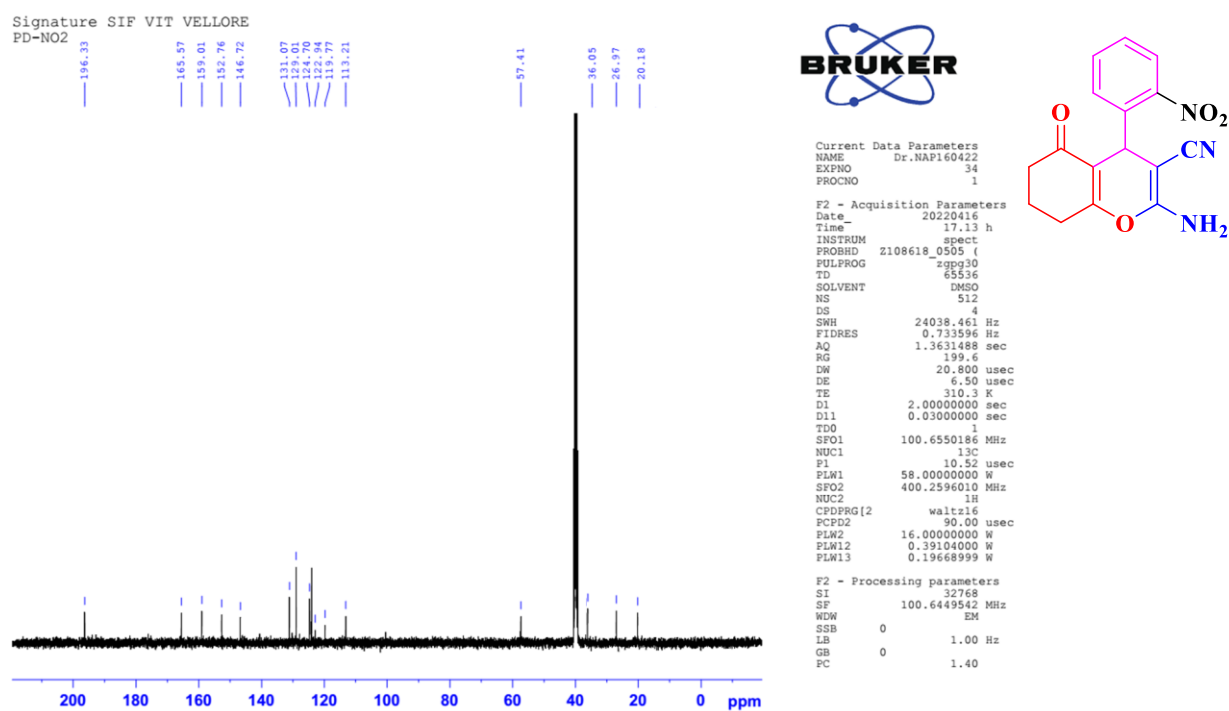 Signature SIF VIT VELLORE
PD-NO2
196.33
165.57
159.01
152.76
146.72
131.07
129.01
124.70
122.94
119.77
113.21
57.41
36.05
26.97
20.18
200 180 160 140 120 100 80 60 40 20 0 ppm
BRUKER
Current Data Parameters
NAME Dr.NAP160422
EXPNO 34
PROCNO 1
F2 - Acquisition Parameters
Date_ 20220416
Time 17.13 h
INSTRUM spect
PROBHD Z108618_0505 (
PULPROG zgpg30
TD 65536
SOLVENT DMSO
NS 512
DS 4
SWH 24038.461 Hz
FIDRES 0.733596 Hz
AQ 1.3631488 sec
RG 199.6
DW 20.800 usec
DE 6.50 usec
TE 310.3 K
D1 2.00000000 sec
D11 0.03000000 sec
TD0 1
SFO1 100.6550186 MHz
NUC1 13C
P1 10.52 usec
PLW1 58.00000000 W
SFO2 400.2596010 MHz
NUC2 1H
CPDPRG[2 waltz16
PCPD2 90.00 usec
PLW2 16.00000000 W
PLW12 0.39104000 W
PLW13 0.19668999 W
F2 - Processing parameters
SI 32768
SF 100.6449542 MHz
WDW EM
SSB 0
LB 1.00 Hz
GB 0
PC 1.40
O
NO2
CN
O
NH2